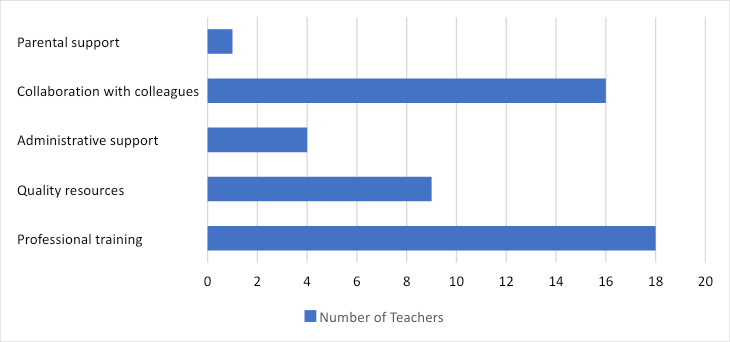 Parental support
Collaboration with colleagues
Administrative support
Quality resources
Professional training
0 2 4 6 8 10 12 14 16 18 20
Number of Teachers